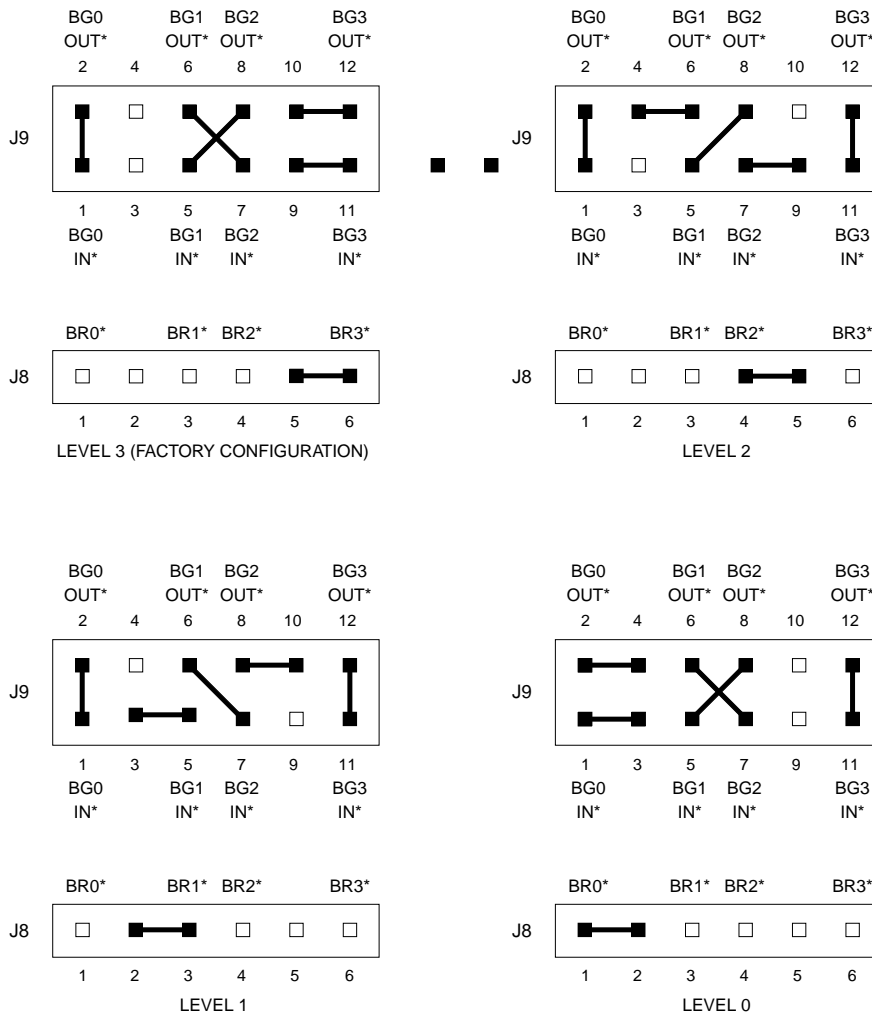 BG0 BG1 BG2 BG3
OUT* OUT* OUT* OUT*
2 4 6 8 10 12
J9
1 3 5 7 9 11
BG0 BG1 BG2 BG3
IN* IN* IN* IN*
BR0* BR1* BR2* BR3*
J8
1 2 3 4 5 6
LEVEL 3 (FACTORY CONFIGURATION)
BG0 BG1 BG2 BG3
OUT* OUT* OUT* OUT*
2 4 6 8 10 12
J9
1 3 5 7 9 11
BG0 BG1 BG2 BG3
IN* IN* IN* IN*
BR0* BR1* BR2* BR3*
J8
1 2 3 4 5 6
LEVEL 2
BG0 BG1 BG2 BG3
OUT* OUT* OUT* OUT*
2 4 6 8 10 12
J9
1 3 5 7 9 11
BG0 BG1 BG2 BG3
IN* IN* IN* IN*
BR0* BR1* BR2* BR3*
J8
1 2 3 4 5 6
LEVEL 1
BG0 BG1 BG2 BG3
OUT* OUT* OUT* OUT*
2 4 6 8 10 12
J9
1 3 5 7 9 11
BG0 BG1 BG2 BG3
IN* IN* IN* IN*
BR0* BR1* BR2* BR3*
J8
1 2 3 4 5 6
LEVEL 0